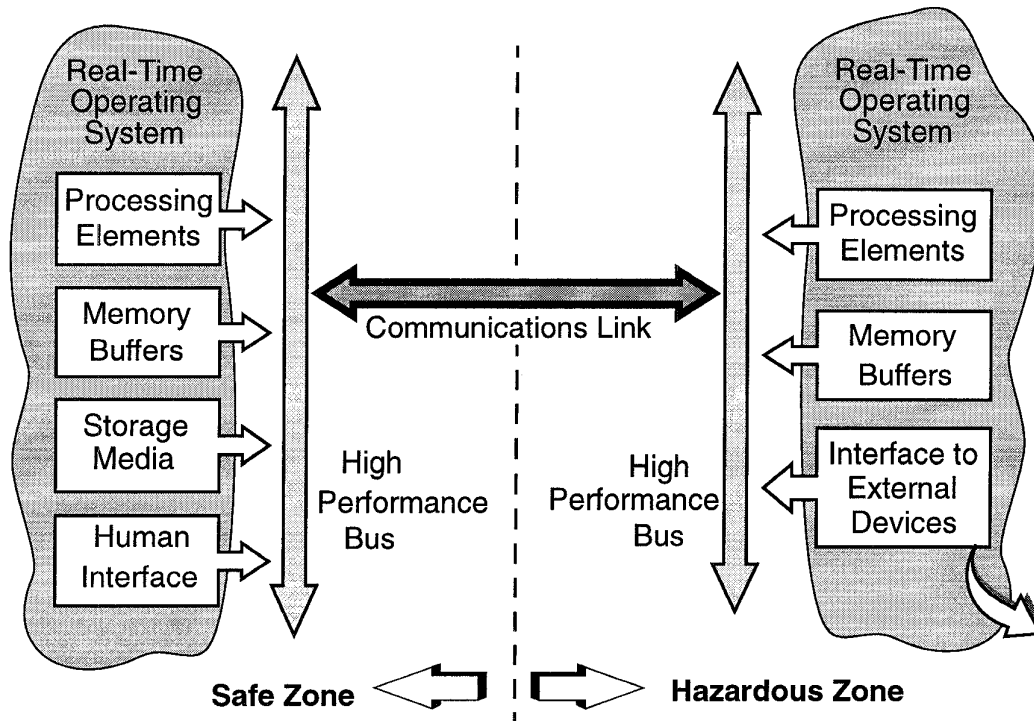 Real-Time
Operating
System
Processing
Elements
Memory
Buffers
Storage
Media
Human
Interface
High
Performance
Bus
Communications Link
High
Performance
Bus
Real-Time
Operating
System
Processing
Elements
Memory
Buffers
Interface to
External
Devices
Safe Zone
Hazardous Zone